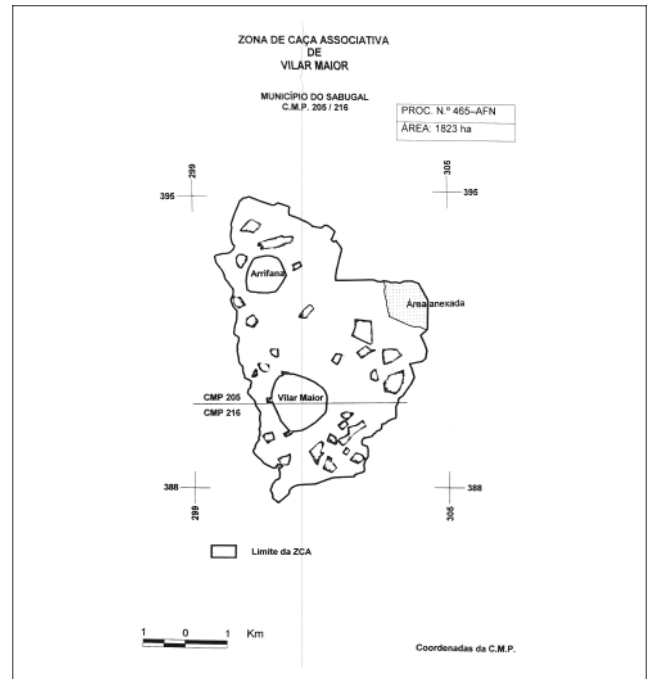 ZONA DE CAÇA ASSOCIATIVA
DE
VILAR MAIOR
MUNICÍPIO DO SABUGAL
C.M.P. 205 / 216
PROC. N.º 465–AFN
ÁREA: 1823 ha
299
305
395
395
Arrifana
Área anexada
CMP 205
Vilar Maior
CMP 216
388
388
299
305
Limite da ZCA
1 0 1 Km
Coordenadas da C.M.P.